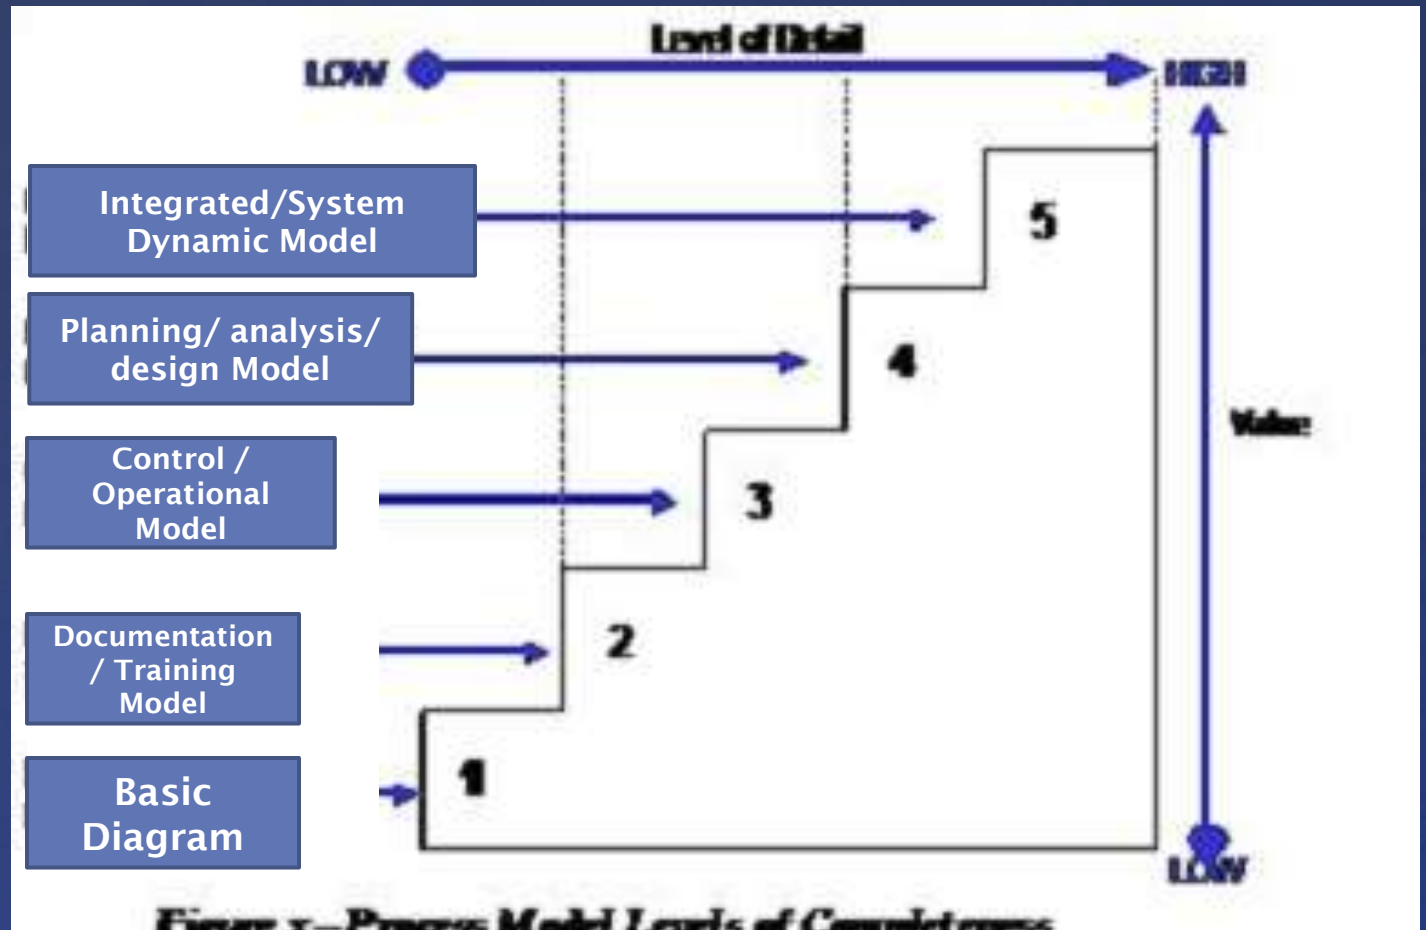 Level of Detail
LOW
HIGH
Integrated/System
Dynamic Model
5
Planning/ analysis/
design Model
4
Value
Control /
Operational
Model
3
Documentation
/ Training
Model
2
Basic
Diagram
1
LOW
Figure x – Process Model Levels of Completeness